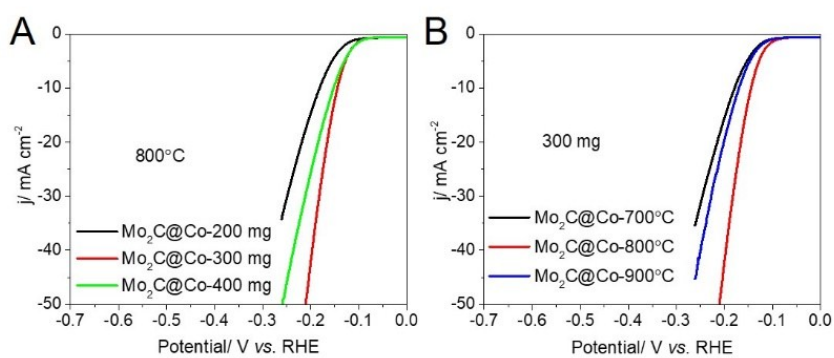 A
0
-10
-20
-30
-40
-50
j/ mA cm⁻²
800°C
Mo₂C@Co-200 mg
Mo₂C@Co-300 mg
Mo₂C@Co-400 mg
-0.7 -0.6 -0.5 -0.4 -0.3 -0.2 -0.1 0.0
Potential/ V vs. RHE
B
0
-10
-20
-30
-40
-50
j/ mA cm⁻²
300 mg
Mo₂C@Co-700°C
Mo₂C@Co-800°C
Mo₂C@Co-900°C
-0.7 -0.6 -0.5 -0.4 -0.3 -0.2 -0.1 0.0
Potential/ V vs. RHE